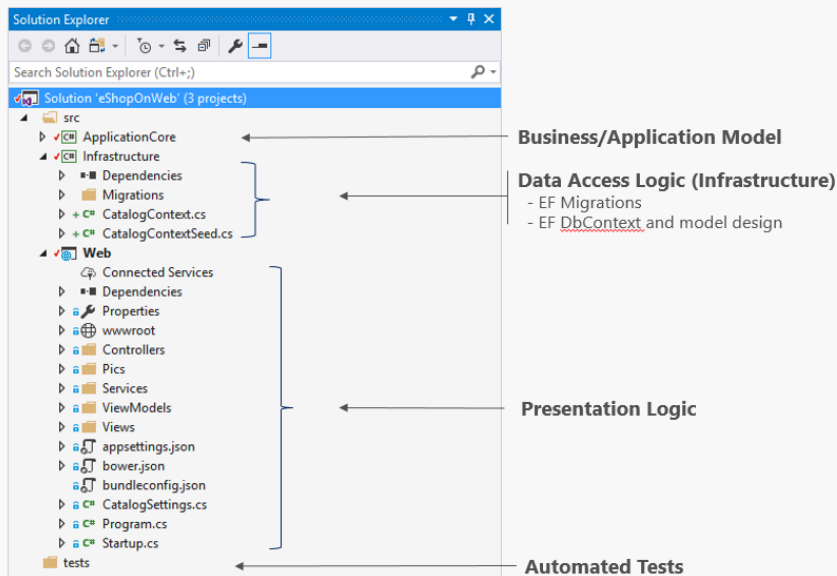 Solution Explorer
Search Solution Explorer (Ctrl+;)
Solution 'eShopOnWeb' (3 projects)
src
C# ApplicationCore
Business/Application Model
C# Infrastructure
Dependencies
Data Access Logic (Infrastructure)
Migrations
- EF Migrations
+ C# CatalogContext.cs
- EF DbContext and model design
+ C# CatalogContextSeed.cs
Web
Connected Services
Dependencies
Properties
wwwroot
Controllers
Pics
Services
ViewModels
Presentation Logic
Views
appsettings.json
bower.json
bundleconfig.json
C# CatalogSettings.cs
C# Program.cs
C# Startup.cs
tests
Automated Tests